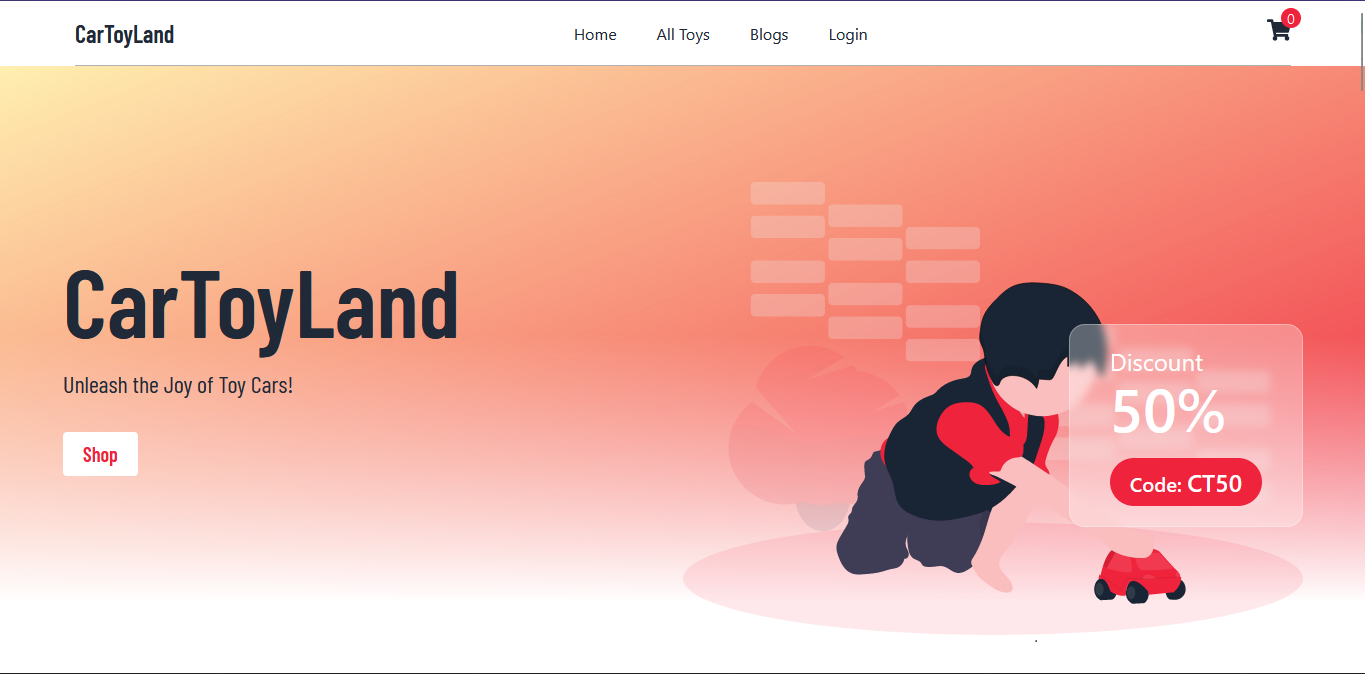 CarToyLand
Home
All Toys
Blogs
Login
0
CarToyLand
Unleash the Joy of Toy Cars!
Shop
Discount
50%
Code: CT50